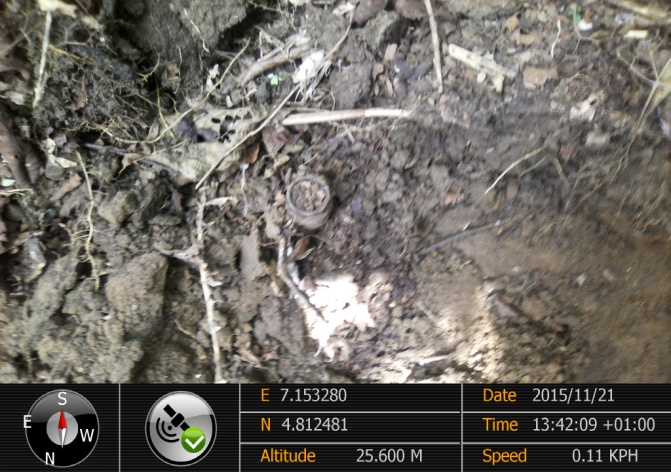 S
E
W
N
E 7.153280
N 4.812481
Altitude 25.600 M
Date 2015/11/21
Time 13:42:09 +01:00
Speed 0.11 KPH